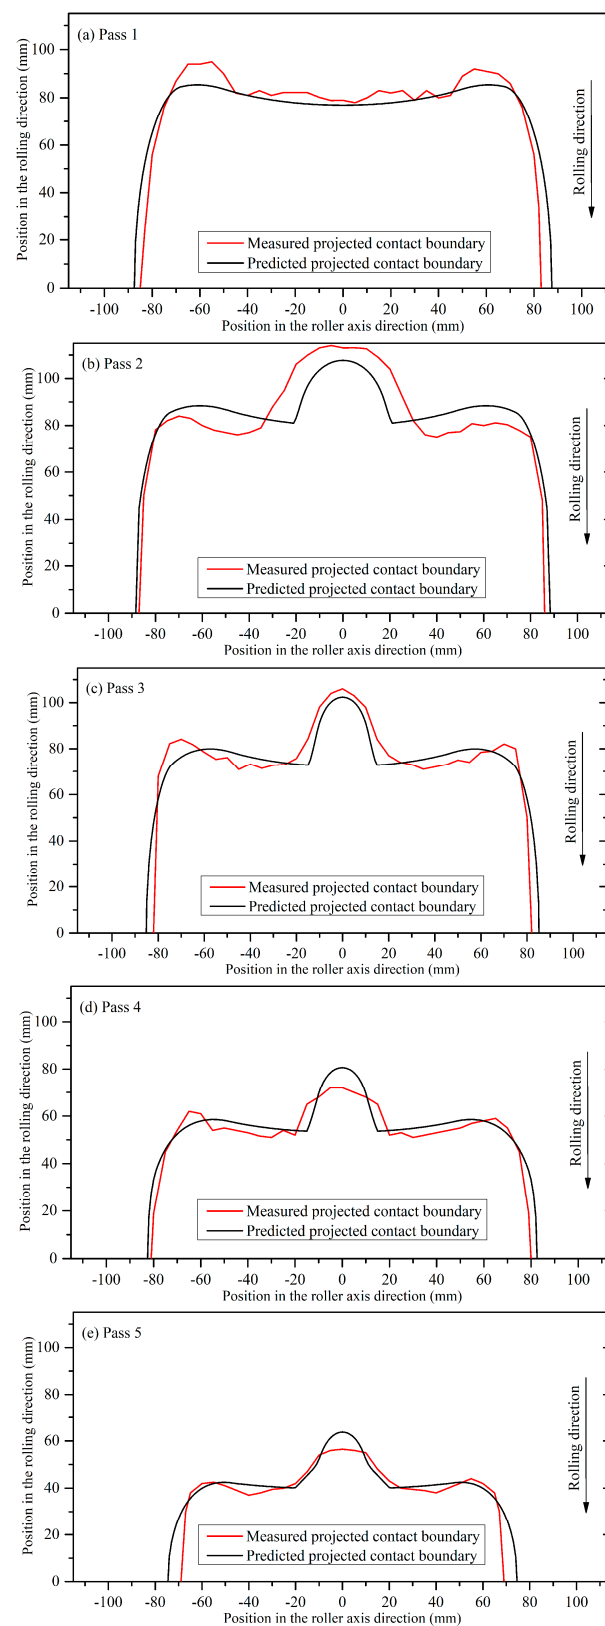 (a) Pass 1
Position in the rolling direction (mm)
100
80
60
40
20
0
Rolling direction
Measured projected contact boundary
Predicted projected contact boundary
-100 -80 -60 -40 -20 0 20 40 60 80 100
Position in the roller axis direction (mm)
(b) Pass 2
Position in the rolling direction (mm)
100
80
60
40
20
0
Rolling direction
Measured projected contact boundary
Predicted projected contact boundary
-100 -80 -60 -40 -20 0 20 40 60 80 100
Position in the roller axis direction (mm)
(c) Pass 3
Position in the rolling direction (mm)
100
80
60
40
20
0
Rolling direction
Measured projected contact boundary
Predicted projected contact boundary
-100 -80 -60 -40 -20 0 20 40 60 80 100
Position in the roller axis direction (mm)
(d) Pass 4
Position in the rolling direction (mm)
100
80
60
40
20
0
Rolling direction
Measured projected contact boundary
Predicted projected contact boundary
-100 -80 -60 -40 -20 0 20 40 60 80 100
Position in the roller axis direction (mm)
(e) Pass 5
Position in the rolling direction (mm)
100
80
60
40
20
0
Rolling direction
Measured projected contact boundary
Predicted projected contact boundary
-100 -80 -60 -40 -20 0 20 40 60 80 100
Position in the roller axis direction (mm)